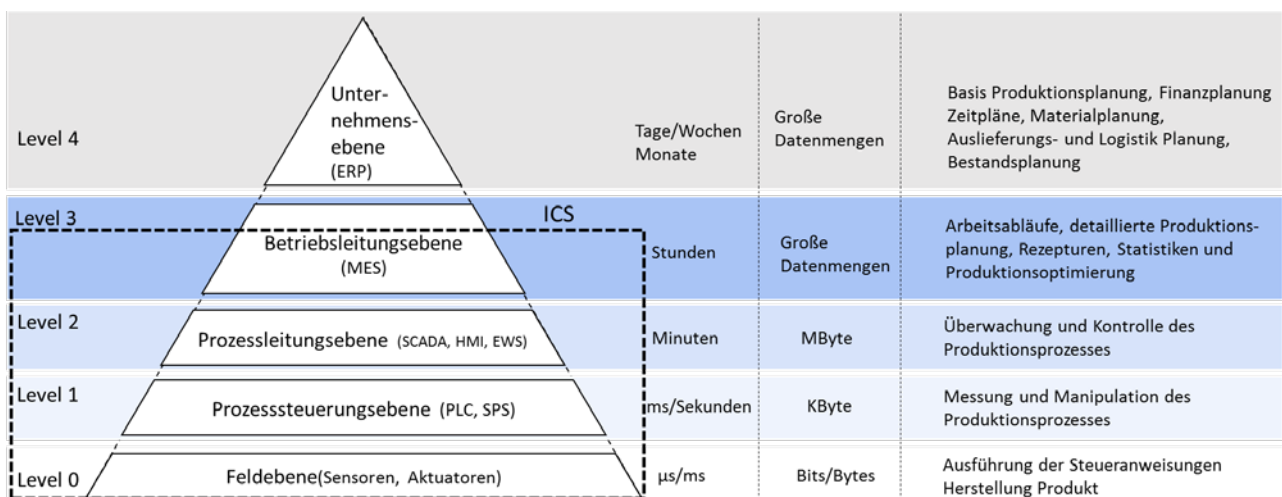 Level 4
Unter-
nehmens-
ebene
(ERP)
Tage/Wochen
Monate
Große
Datenmengen
Basis Produktionsplanung, Finanzplanung
Zeitpläne, Materialplanung,
Auslieferungs- und Logistik Planung,
Bestandsplanung
Level 3
ICS
Betriebsleitungsebene
(MES)
Stunden
Große
Datenmengen
Arbeitsabläufe, detaillierte Produktions-
planung, Rezepturen, Statistiken und
Produktionsoptimierung
Level 2
Prozessleitungsebene (SCADA, HMI, EWS)
Minuten
MByte
Überwachung und Kontrolle des
Produktionsprozesses
Level 1
Prozesssteuerungsebene (PLC, SPS)
ms/Sekunden
KByte
Messung und Manipulation des
Produktionsprozesses
Level 0
Feldebene(Sensoren, Aktuatoren)
µs/ms
Bits/Bytes
Ausführung der Steueranweisungen
Herstellung Produkt